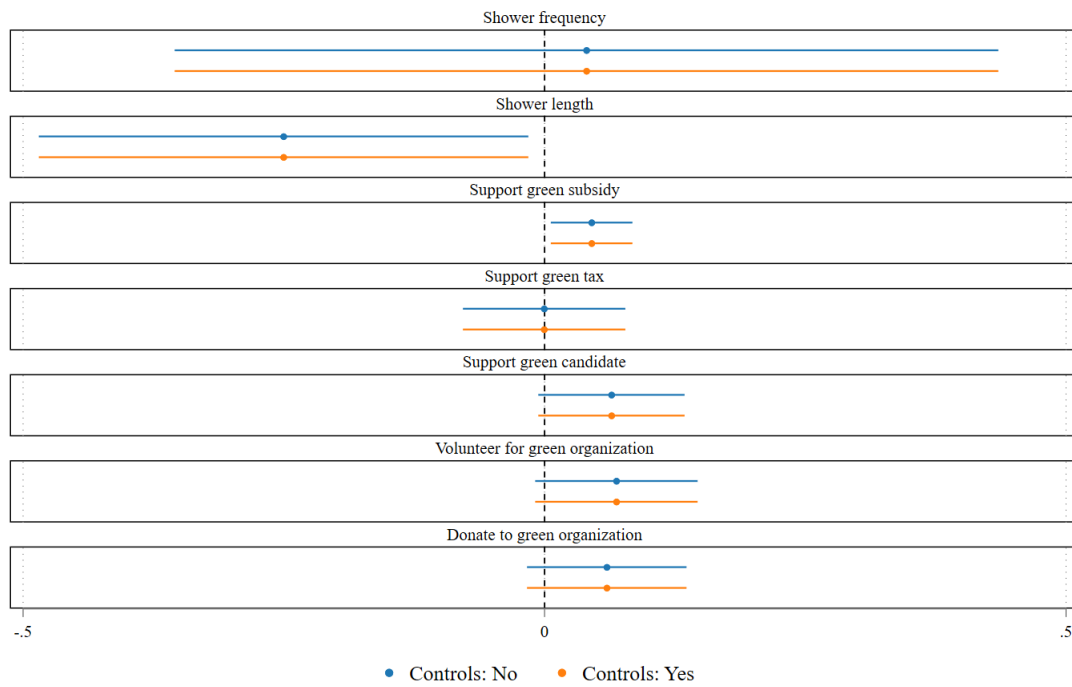 Shower frequency
Shower length
Support green subsidy
Support green tax
Support green candidate
Volunteer for green organization
Donate to green organization
-.5 0 .5
Controls: No Controls: Yes